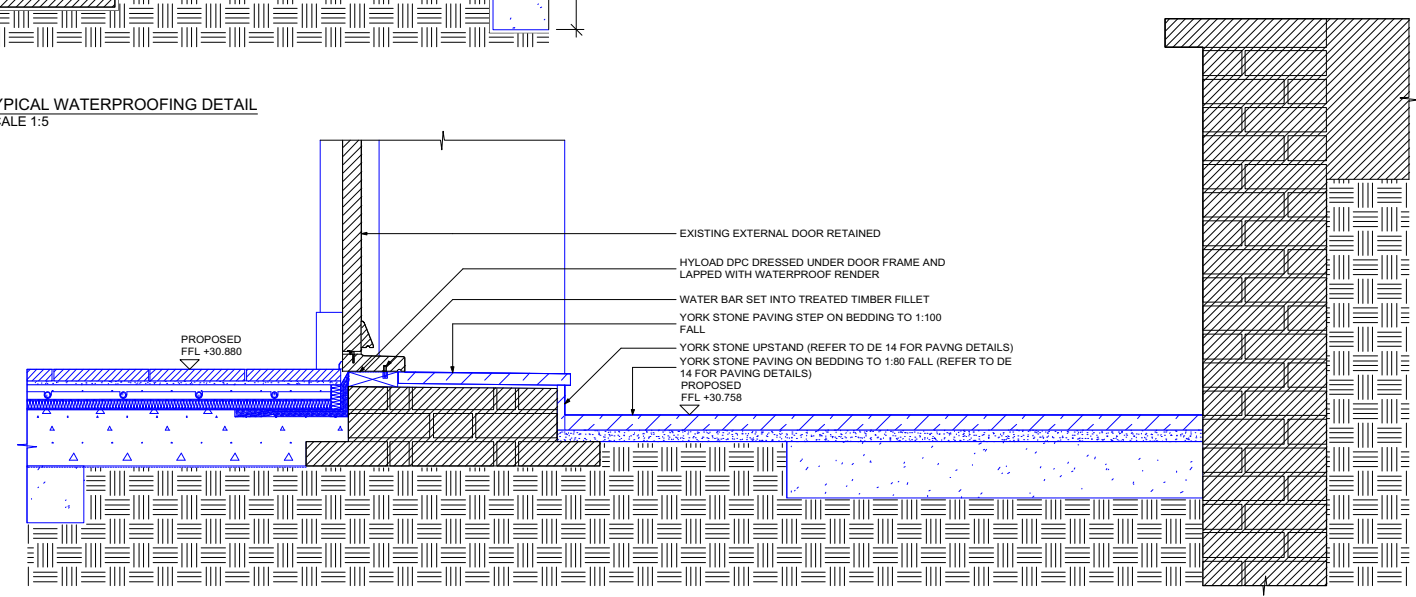 YPICAL WATERPROOFING DETAIL
CALE 1:5
EXISTING EXTERNAL DOOR RETAINED
HYLOAD DPC DRESSED UNDER DOOR FRAME AND
LAPPED WITH WATERPROOF RENDER
WATER BAR SET INTO TREATED TIMBER FILLET
YORK STONE PAVING STEP ON BEDDING TO 1:100
FALL
YORK STONE UPSTAND (REFER TO DE 14 FOR PAVNG DETAILS)
YORK STONE PAVING ON BEDDING TO 1:80 FALL (REFER TO DE
14 FOR PAVING DETAILS)
PROPOSED
FFL +30.758
PROPOSED
FFL +30.880